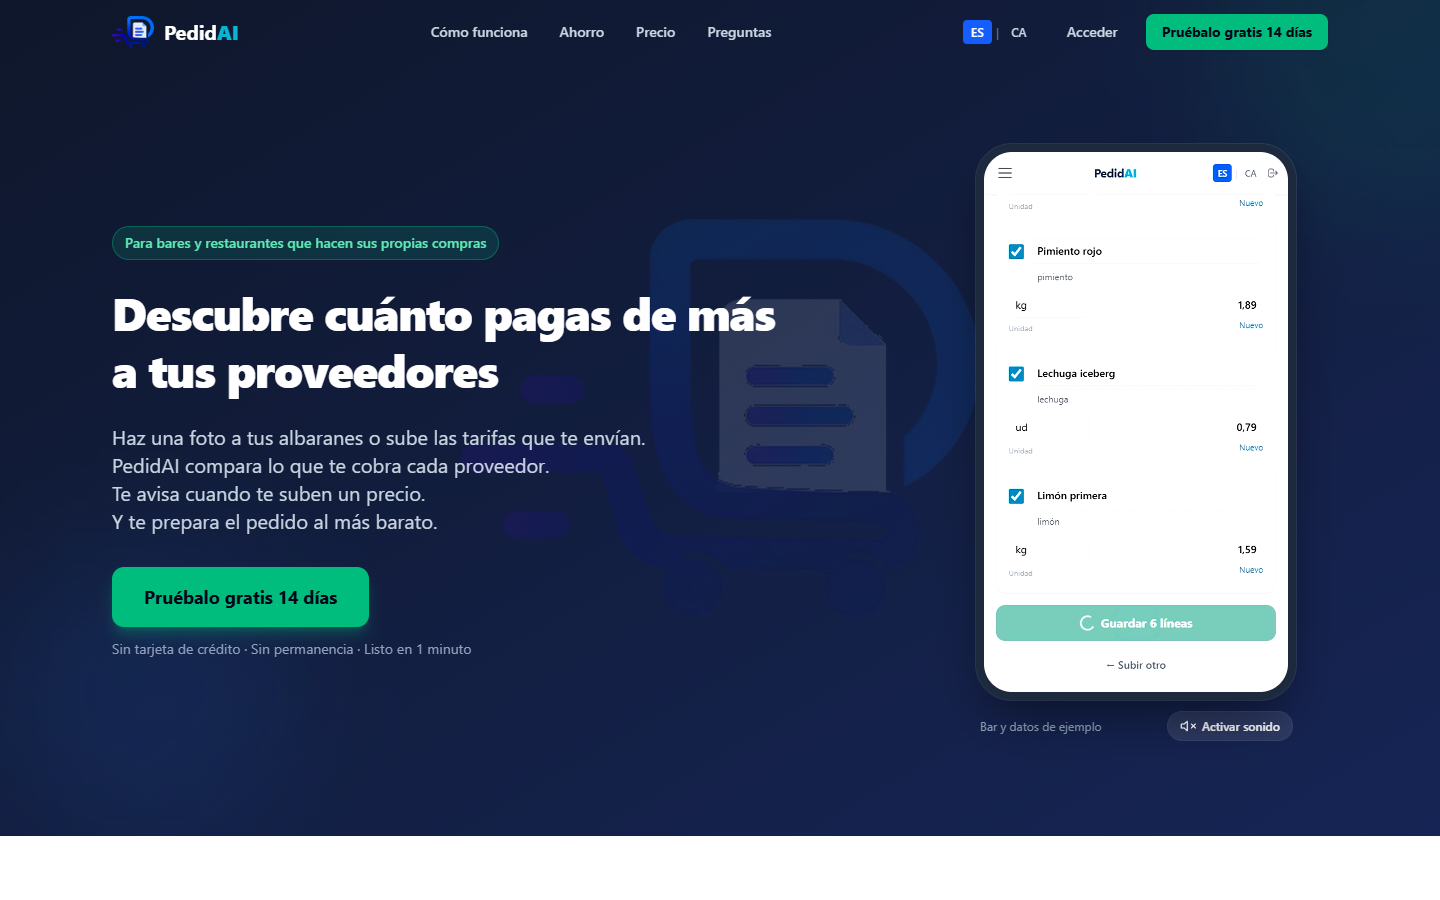 PedidAI
Cómo funciona
Ahorro
Precio
Preguntas
ES | CA
Acceder
Pruébalo gratis 14 días
Para bares y restaurantes que hacen sus propias compras
Descubre cuánto pagas de más
a tus proveedores
Haz una foto a tus albaranes o sube las tarifas que te envían.
PedidAI compara lo que te cobra cada proveedor.
Te avisa cuando te suben un precio.
Y te prepara el pedido al más barato.
Pruébalo gratis 14 días
Sin tarjeta de crédito · Sin permanencia · Listo en 1 minuto
PedidAI
ES CA
Unidad Nuevo
Pimiento rojo
pimiento
kg 1,89
Unidad Nuevo
Lechuga iceberg
lechuga
ud 0,79
Unidad Nuevo
Limón primera
limón
kg 1,59
Unidad Nuevo
Guardar 6 líneas
← Subir otro
Bar y datos de ejemplo
Activar sonido